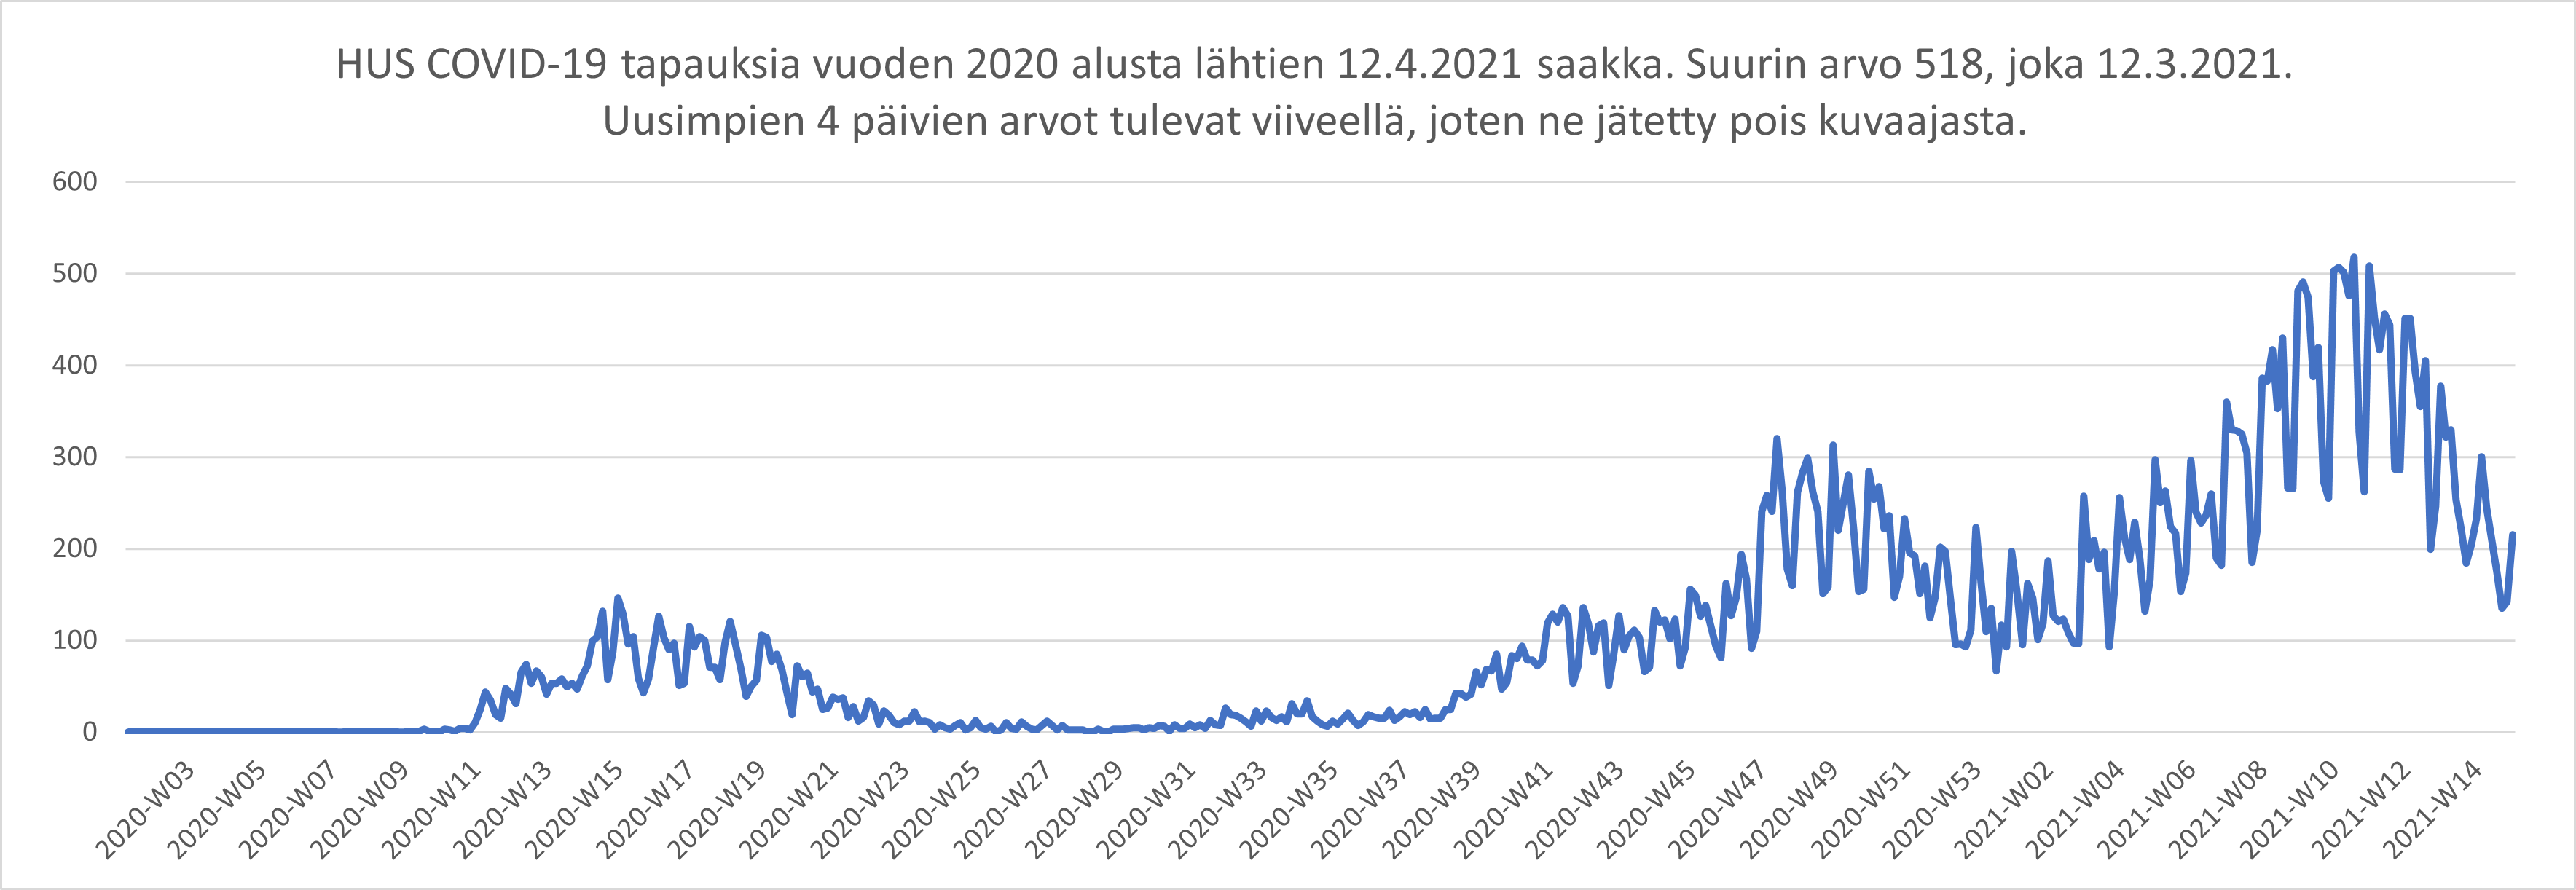 HUS COVID-19 tapauksia vuoden 2020 alusta lähtien 12.4.2021 saakka. Suurin arvo 518, joka 12.3.2021.
Uusimpien 4 päivien arvot tulevat viiveellä, joten ne jätetty pois kuvaajasta.
600
500
400
300
200
100
0
2020-W03
2020-W05
2020-W07
2020-W09
2020-W11
2020-W13
2020-W15
2020-W17
2020-W19
2020-W21
2020-W23
2020-W25
2020-W27
2020-W29
2020-W31
2020-W33
2020-W35
2020-W37
2020-W39
2020-W41
2020-W43
2020-W45
2020-W47
2020-W49
2020-W51
2020-W53
2021-W02
2021-W04
2021-W06
2021-W08
2021-W10
2021-W12
2021-W14